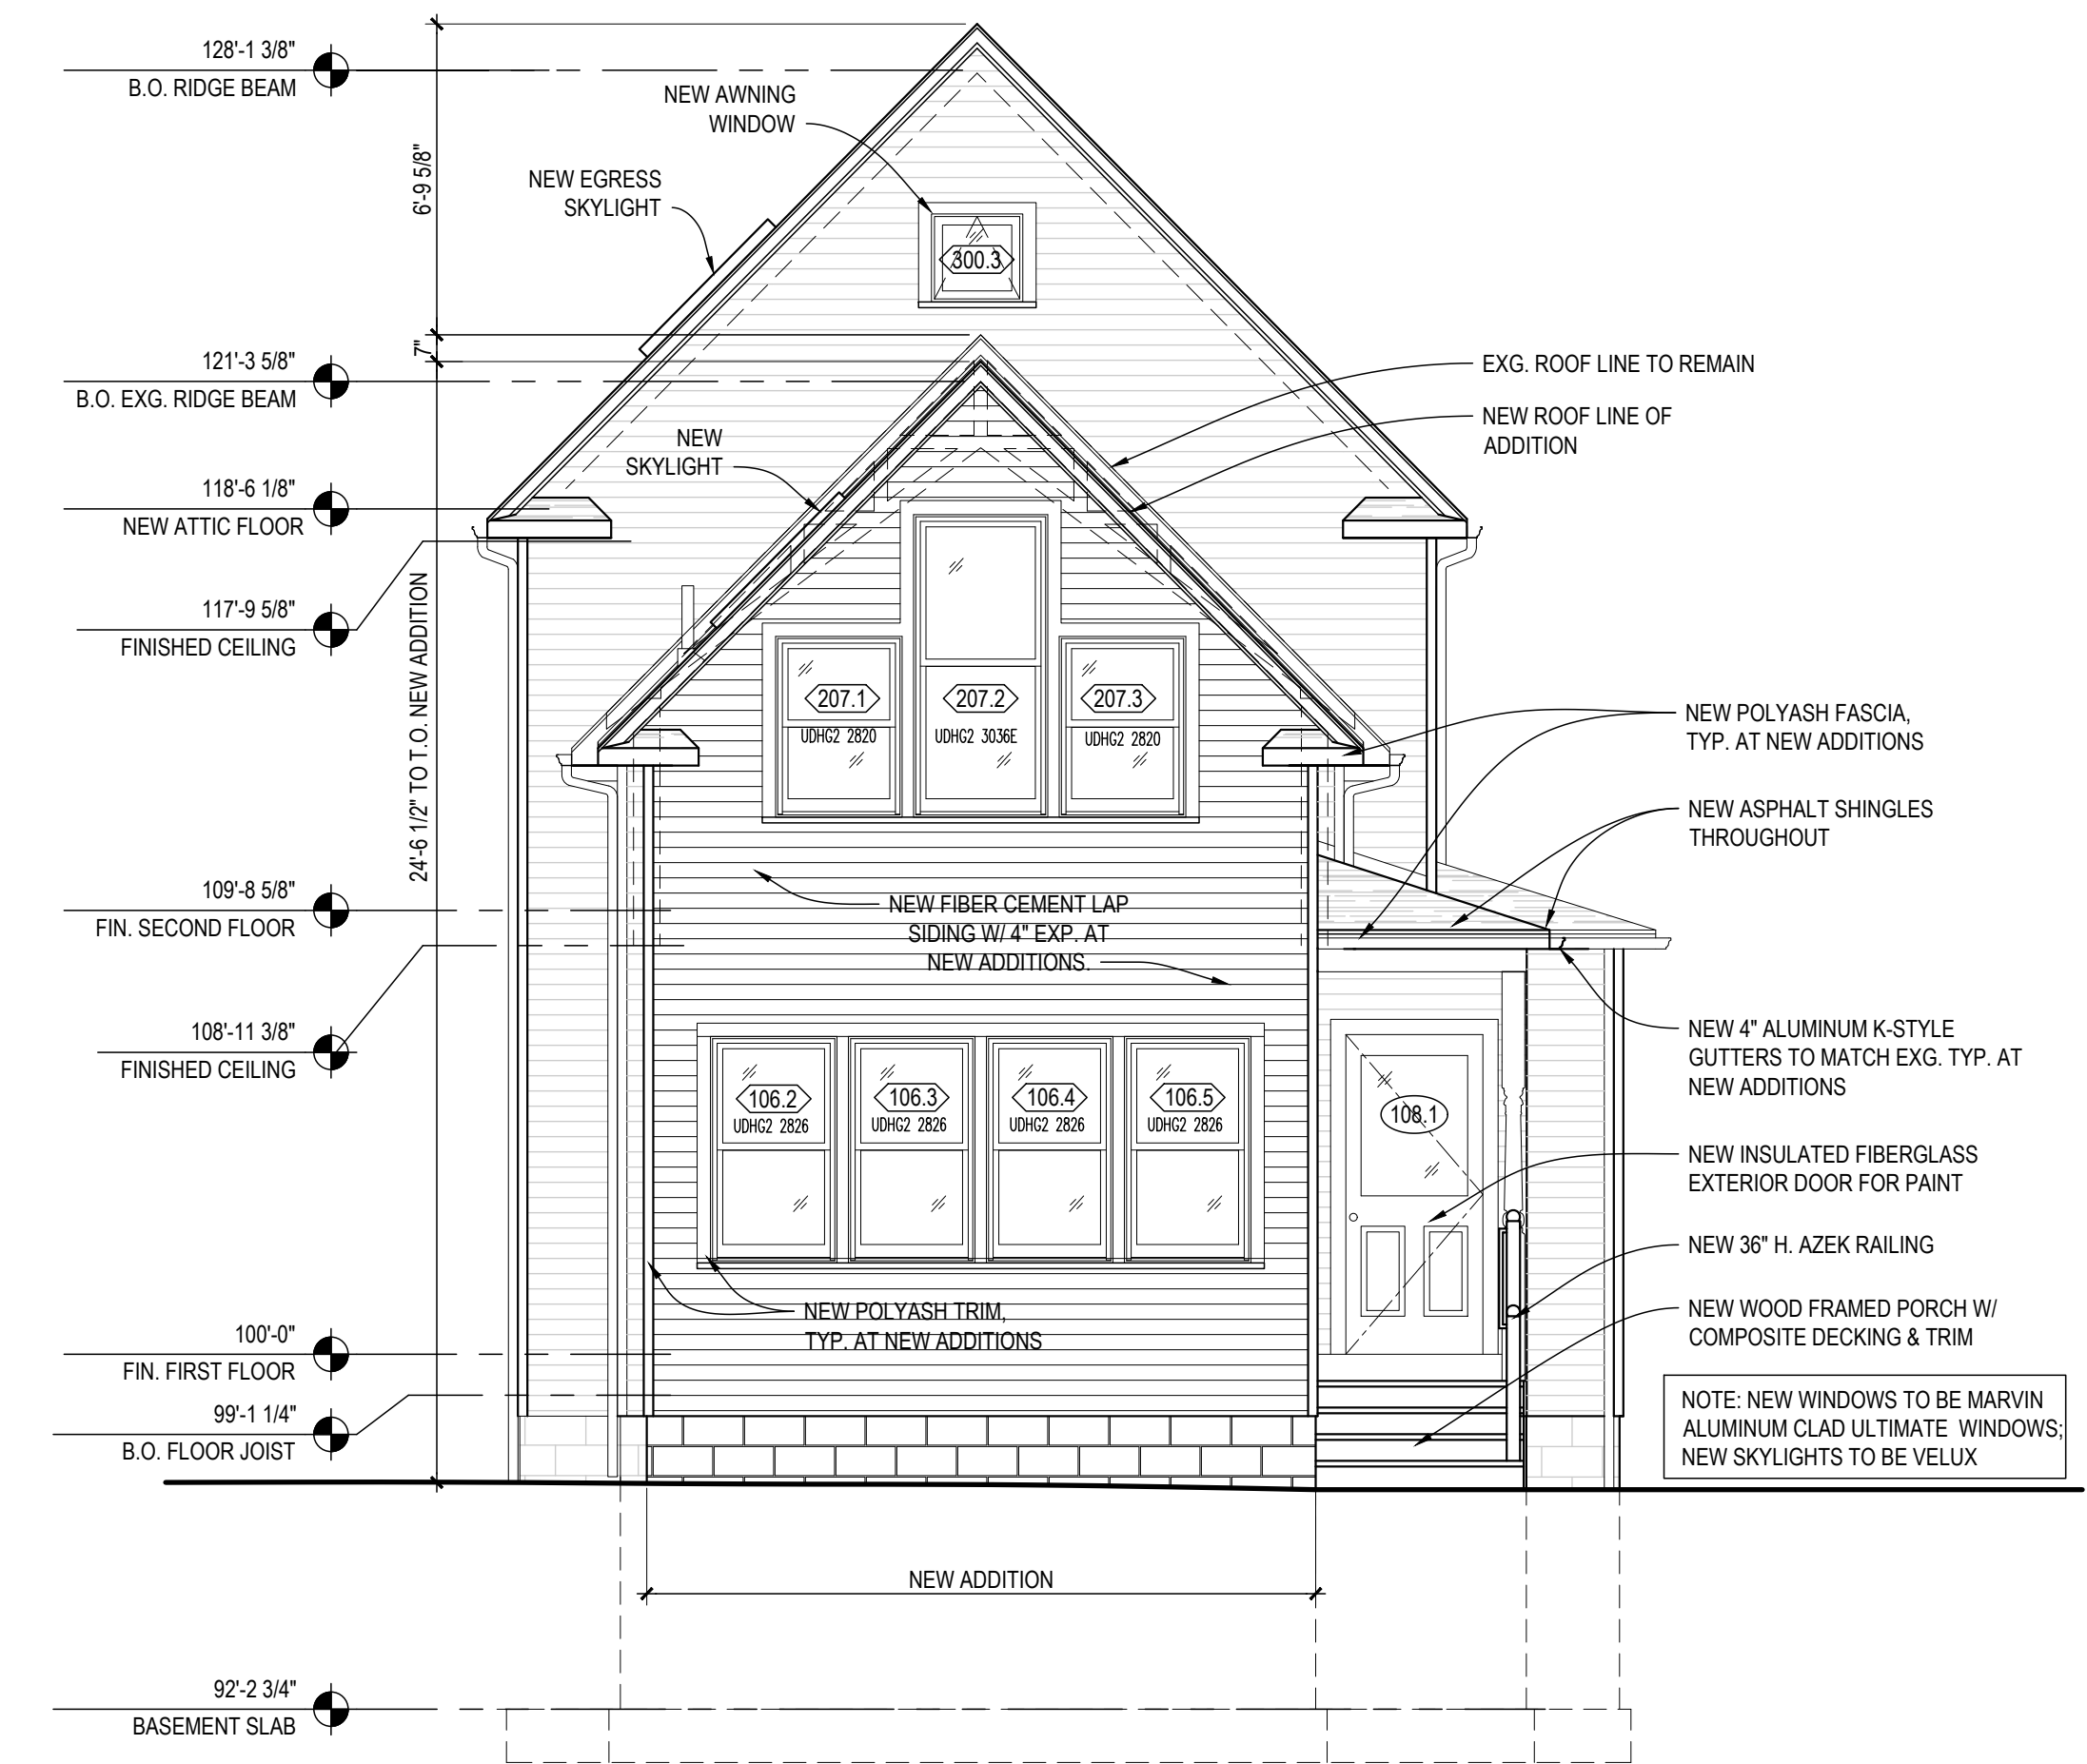 128'-1 3/8"
B.O. RIDGE BEAM
6'-9 5/8"
NEW AWNING
WINDOW
NEW EGRESS
SKYLIGHT
300.3
7"
121'-3 5/8"
B.O. EXG. RIDGE BEAM
EXG. ROOF LINE TO REMAIN
NEW ROOF LINE OF
ADDITION
NEW
SKYLIGHT
118'-6 1/8"
NEW ATTIC FLOOR
117'-9 5/8"
FINISHED CEILING
24'-6 1/2" TO T.O. NEW ADDITION
207.1
UDHG2 2820
207.2
UDHG2 3036E
207.3
UDHG2 2820
NEW POLYASH FASCIA,
TYP. AT NEW ADDITIONS
NEW ASPHALT SHINGLES
THROUGHOUT
109'-8 5/8"
FIN. SECOND FLOOR
NEW FIBER CEMENT LAP
SIDING W/ 4" EXP. AT
NEW ADDITIONS.
108'-11 3/8"
FINISHED CEILING
NEW 4" ALUMINUM K-STYLE
GUTTERS TO MATCH EXG. TYP. AT
NEW ADDITIONS
106.2
UDHG2 2826
106.3
UDHG2 2826
106.4
UDHG2 2826
106.5
UDHG2 2826
108.1
NEW INSULATED FIBERGLASS
EXTERIOR DOOR FOR PAINT
NEW 36" H. AZEK RAILING
NEW POLYASH TRIM,
TYP. AT NEW ADDITIONS
NEW WOOD FRAMED PORCH W/
COMPOSITE DECKING & TRIM
100'-0"
FIN. FIRST FLOOR
99'-1 1/4"
B.O. FLOOR JOIST
NOTE: NEW WINDOWS TO BE MARVIN
ALUMINUM CLAD ULTIMATE WINDOWS;
NEW SKYLIGHTS TO BE VELUX
NEW ADDITION
92'-2 3/4"
BASEMENT SLAB